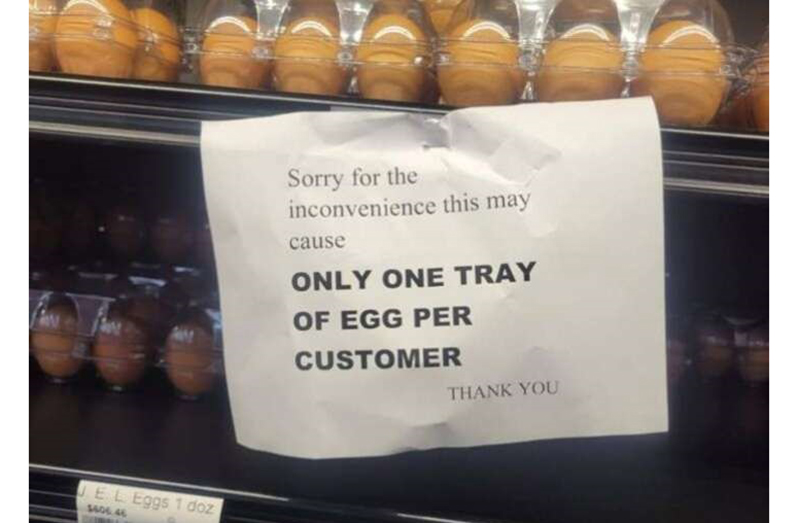 Sorry for the
inconvenience this may
cause
ONLY ONE TRAY
OF EGG PER
CUSTOMER
THANK YOU
J. E. L Eggs 1 doz
$606.46